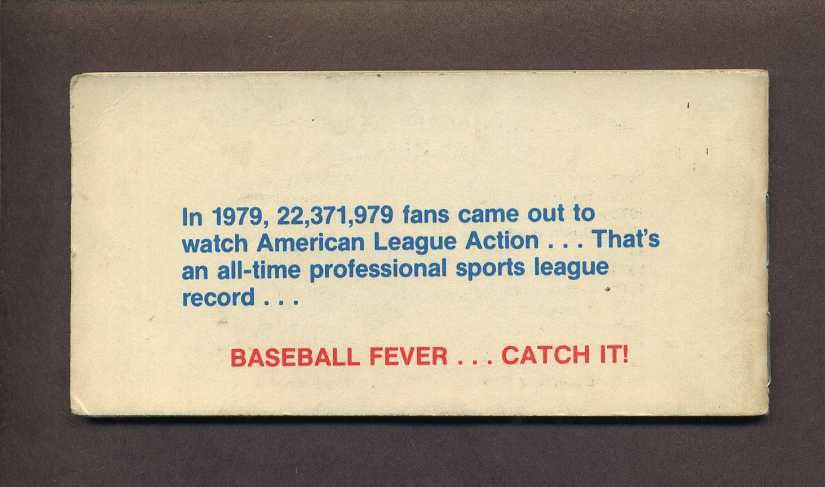 In 1979, 22,371,979 fans came out to
watch American League Action . . . That's
an all-time professional sports league
record . . .
BASEBALL FEVER . . . CATCH IT!